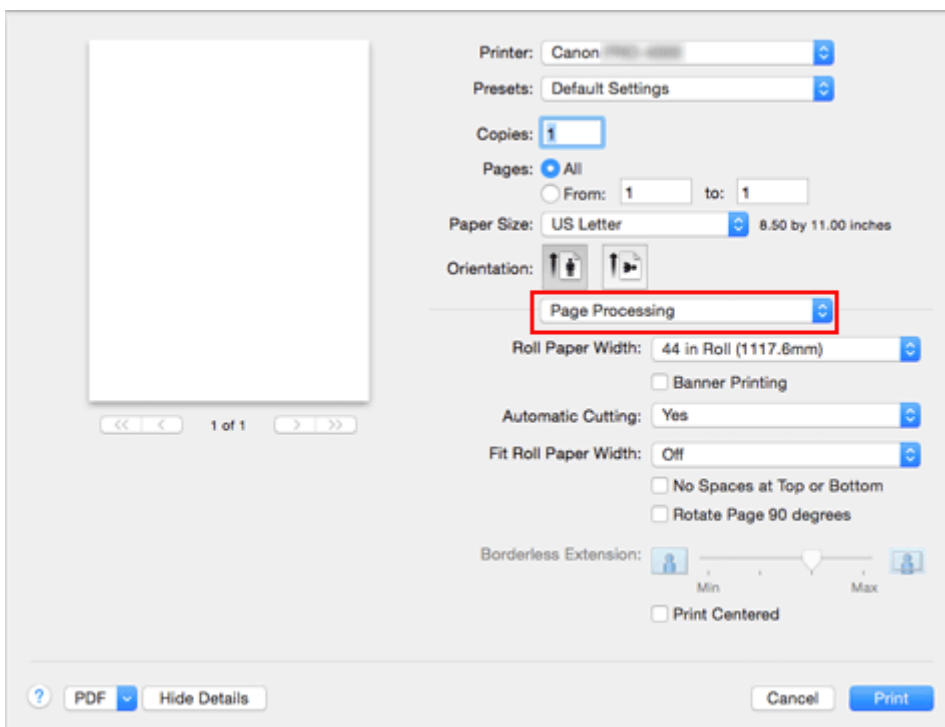 Printer: Canon
Presets: Default Settings
Copies: 1
Pages: All
From: 1 to: 1
Paper Size: US Letter 8.50 by 11.00 inches
Orientation:
Page Processing
Roll Paper Width: 44 in Roll (1117.6mm)
Banner Printing
1 of 1
Automatic Cutting: Yes
Fit Roll Paper Width: Off
No Spaces at Top or Bottom
Rotate Page 90 degrees
Borderless Extension:
Min Max
Print Centered
? PDF Hide Details Cancel Print